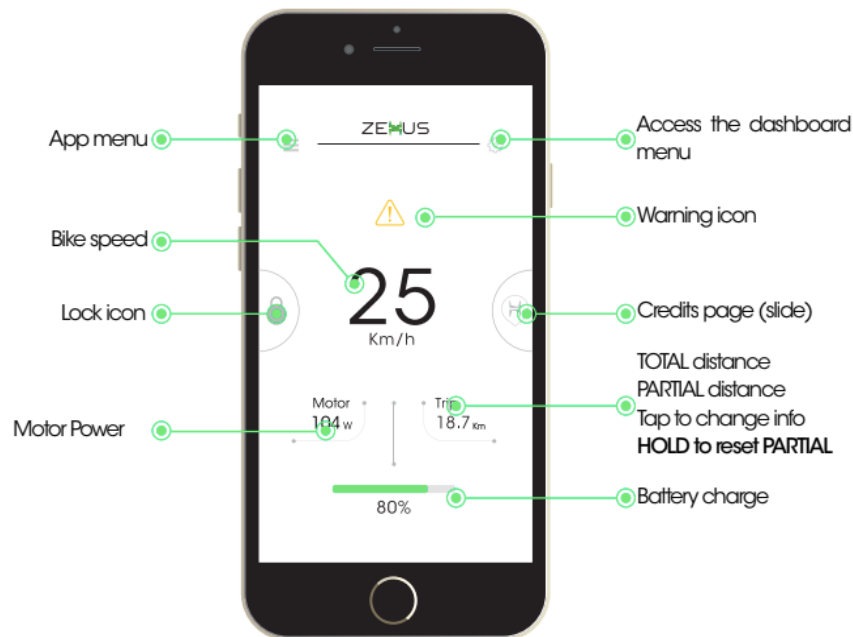 App menu
ZEHUS
Access the dashboard
menu
Warning icon
Bike speed
25
Km/h
Lock icon
Credits page (slide)
TOTAL distance
PARTIAL distance
Tap to change info
HOLD to reset PARTIAL
Motor
104 W
Trip
18.7 Km
Motor Power
Battery charge
80%